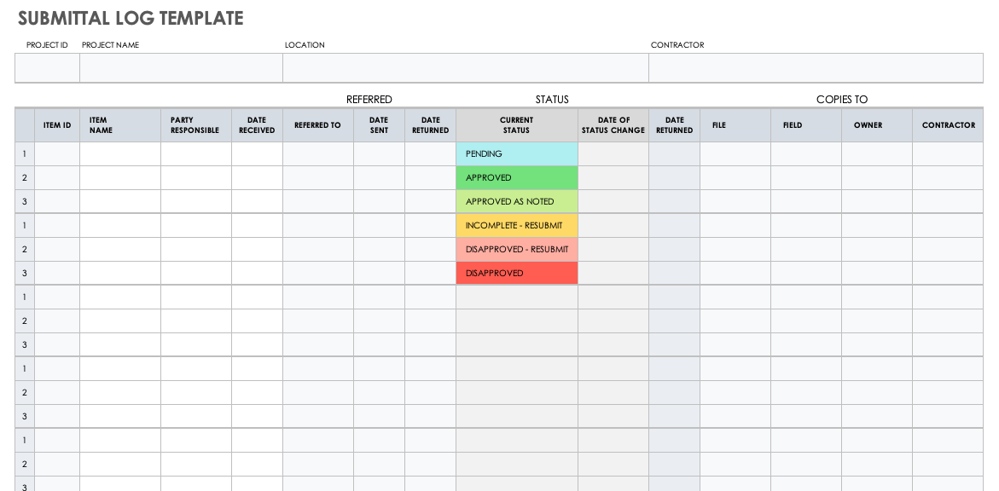 SUBMITTAL LOG TEMPLATE
PROJECT ID PROJECT NAME LOCATION CONTRACTOR
REFERRED STATUS COPIES TO
ITEM ID ITEM NAME PARTY RESPONSIBLE DATE RECEIVED REFERRED TO DATE SENT DATE RETURNED CURRENT STATUS DATE OF STATUS CHANGE DATE RETURNED FILE FIELD OWNER CONTRACTOR
1 PENDING
2 APPROVED
3 APPROVED AS NOTED
1 INCOMPLETE - RESUBMIT
2 DISAPPROVED - RESUBMIT
3 DISAPPROVED
1
2
3
1
2
3
1
2
3